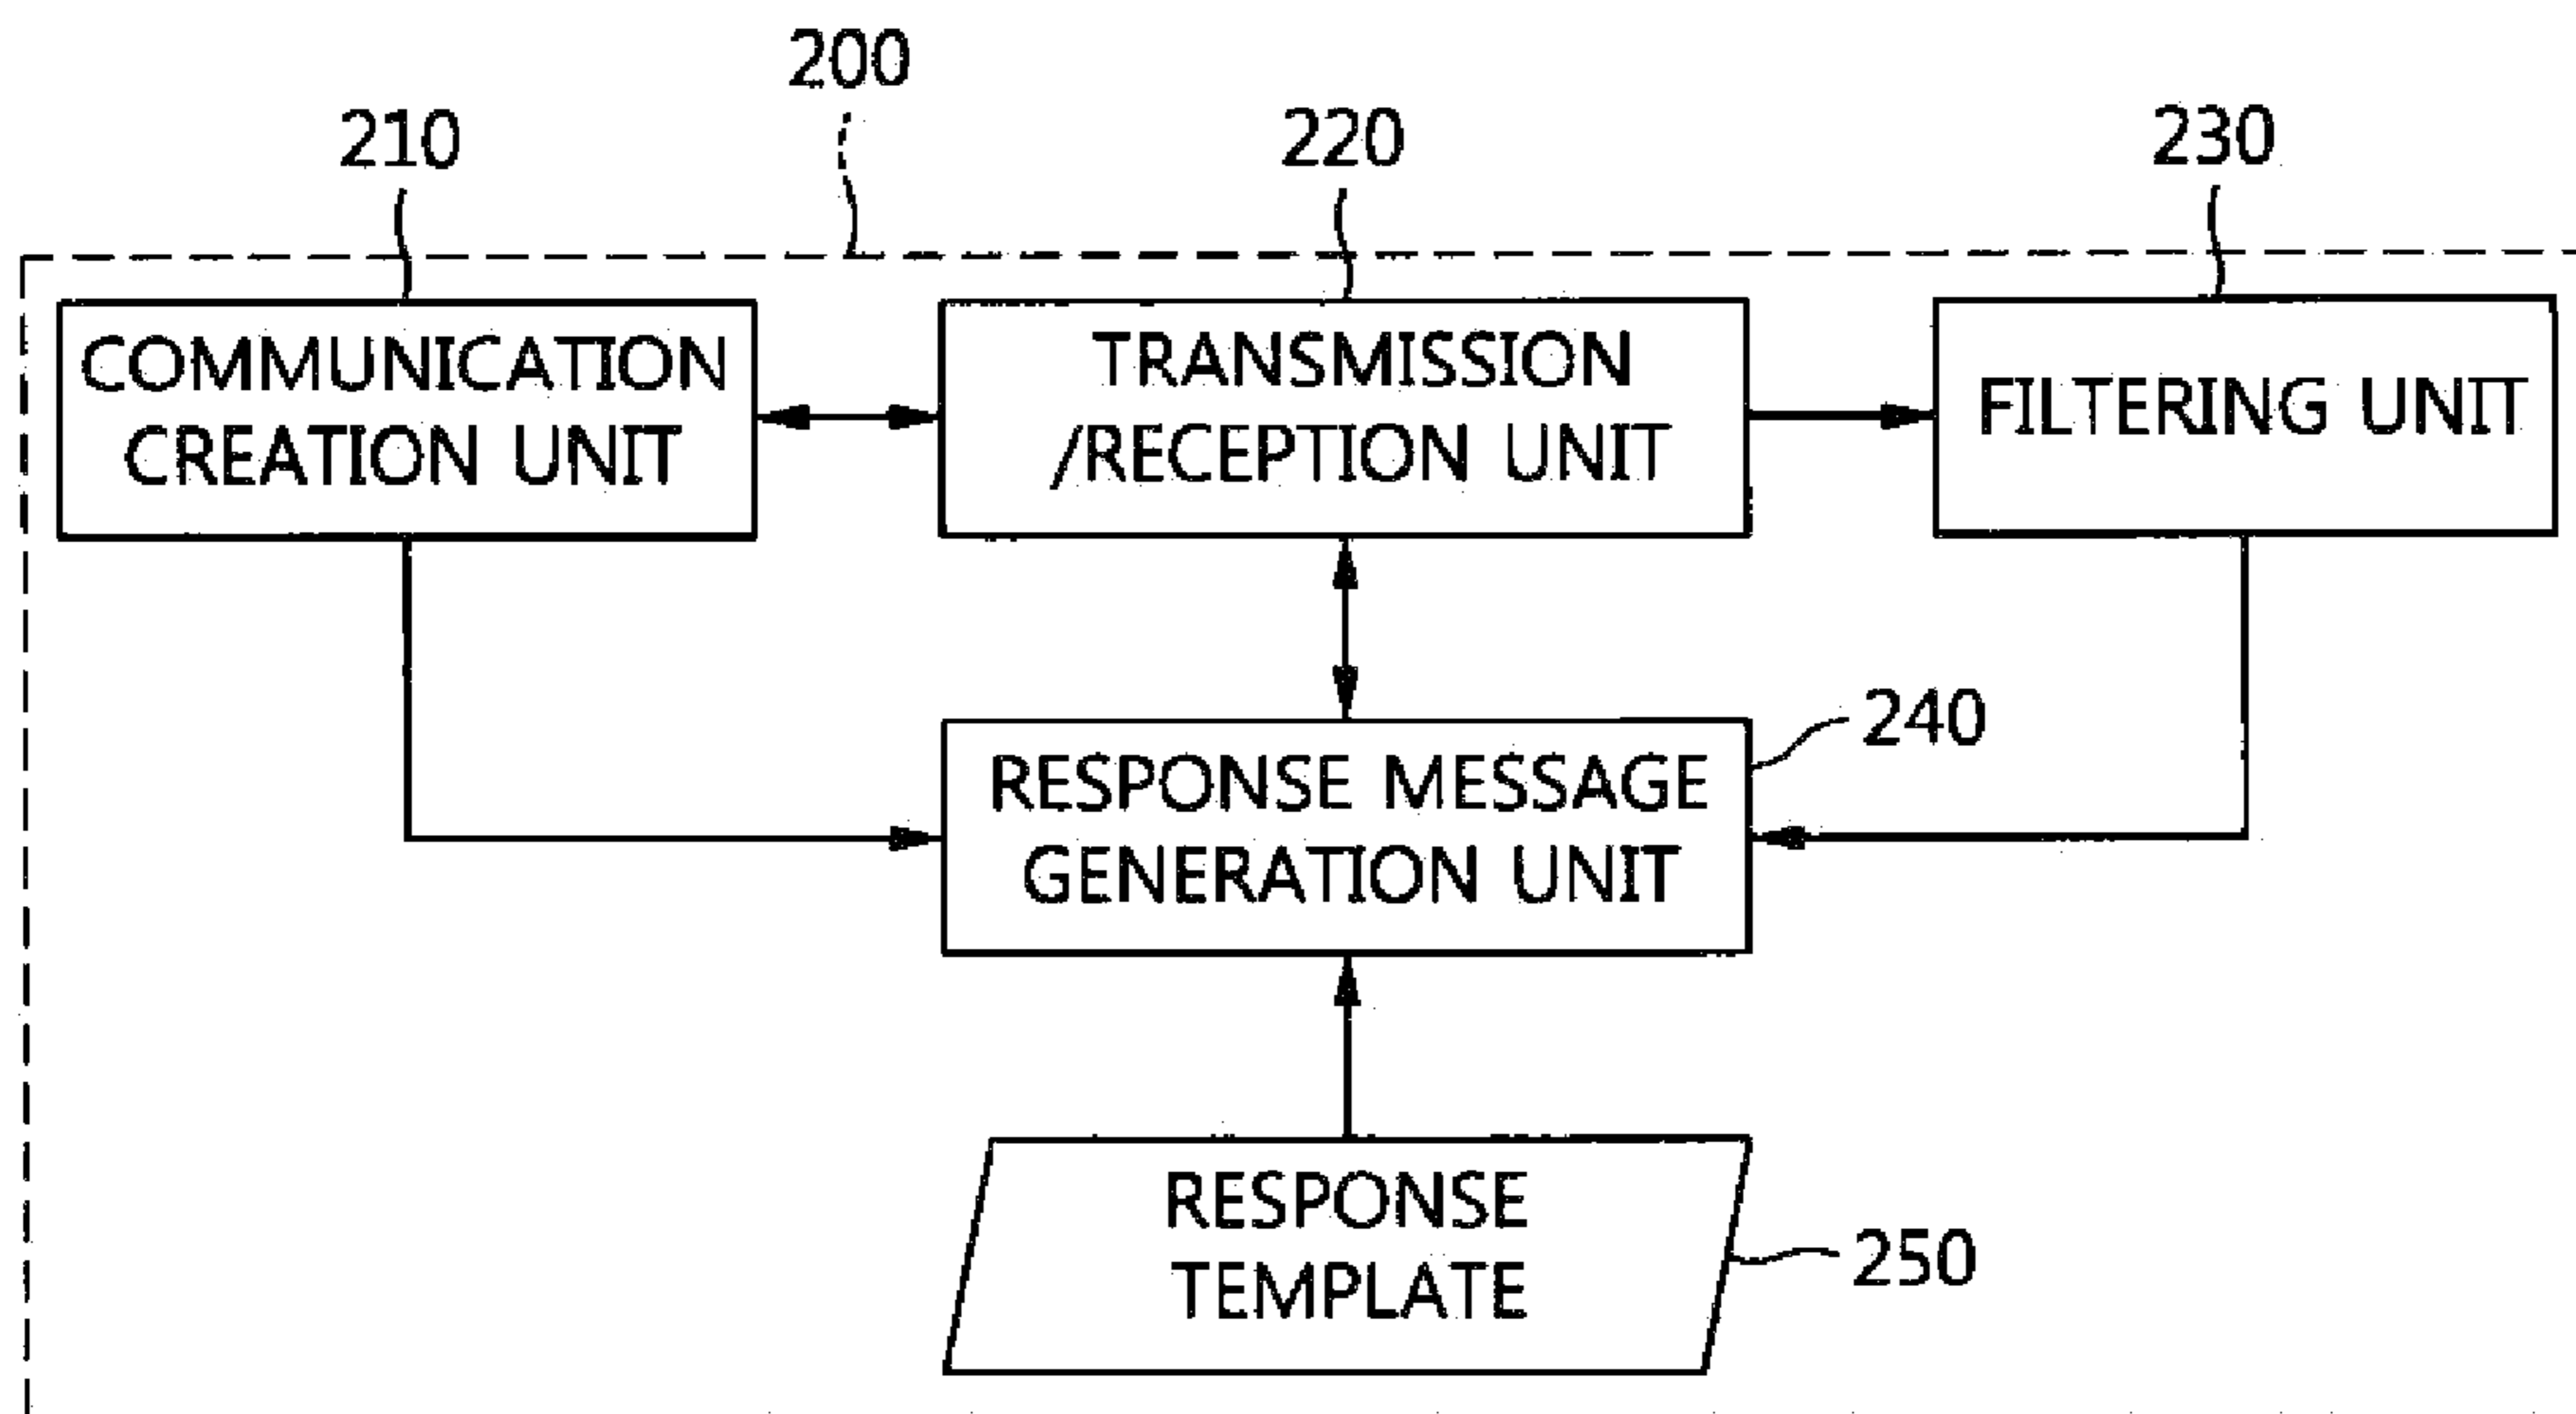 200
210
220
230
COMMUNICATION
CREATION UNIT
TRANSMISSION
/RECEPTION UNIT
FILTERING UNIT
RESPONSE MESSAGE
GENERATION UNIT
240
RESPONSE
TEMPLATE
250